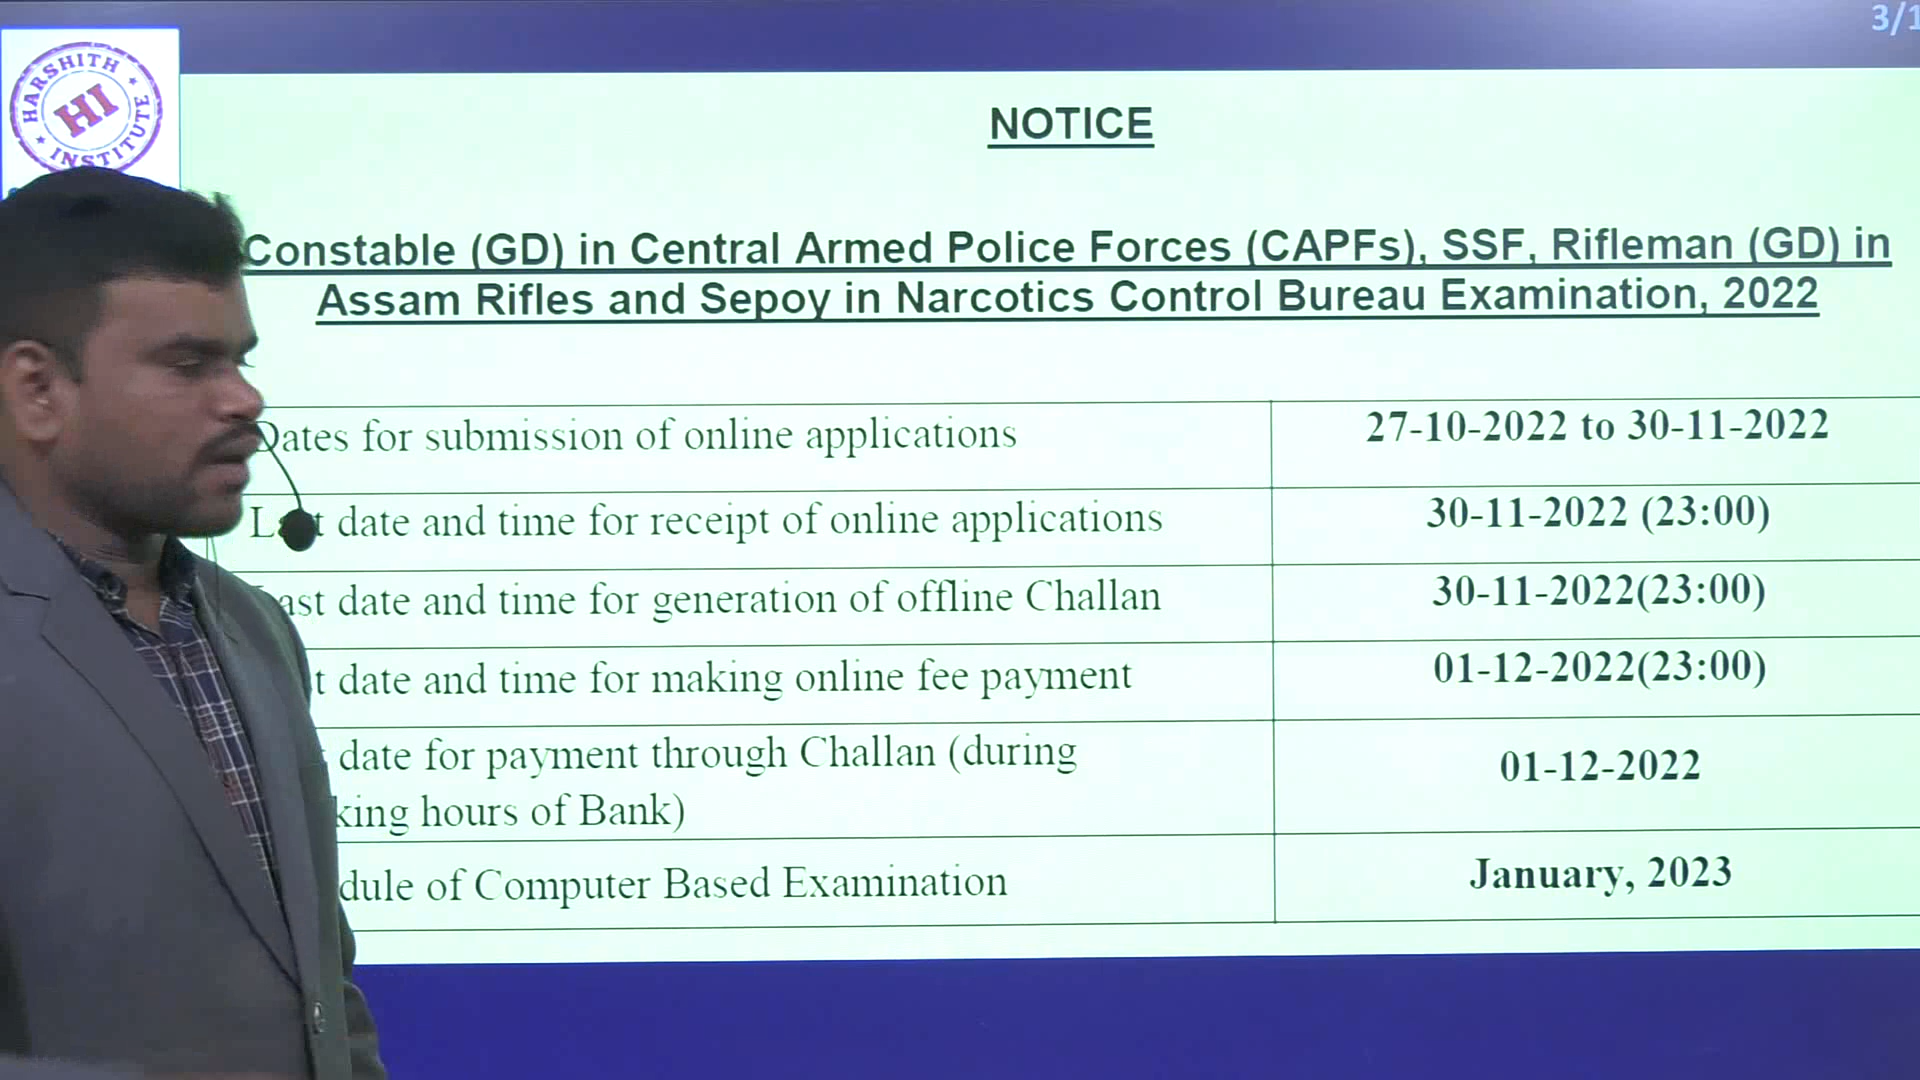 3/1
HARSHITH
HI
INSTITUTE
NOTICE
Constable (GD) in Central Armed Police Forces (CAPFs), SSF, Rifleman (GD) in
Assam Rifles and Sepoy in Narcotics Control Bureau Examination, 2022
Dates for submission of online applications 27-10-2022 to 30-11-2022
date and time for receipt of online applications 30-11-2022 (23:00)
date and time for generation of offline Challan 30-11-2022(23:00)
date and time for making online fee payment 01-12-2022(23:00)
date for payment through Challan (during
hours of Bank) 01-12-2022
of Computer Based Examination January, 2023